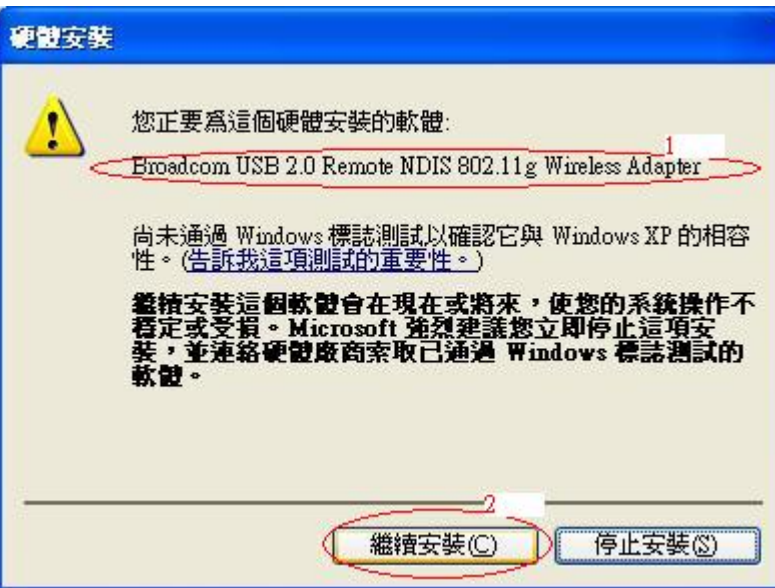 硬體安裝
您正要為這個硬體安裝的軟體:
1
Broadcom USB 2.0 Remote NDIS 802.11g Wireless Adapter
尚未通過 Windows 標誌測試以確認它與 Windows XP 的相容
性。(告訴我這項測試的重要性。)
繼續安裝這個軟體會在現在或將來，使您的系統操作不
穩定或受損。Microsoft 強烈建議您立即停止這項安
裝，並連絡硬體廠商索取已通過 Windows 標誌測試的
軟體。
2
繼續安裝(C) 停止安裝(S)